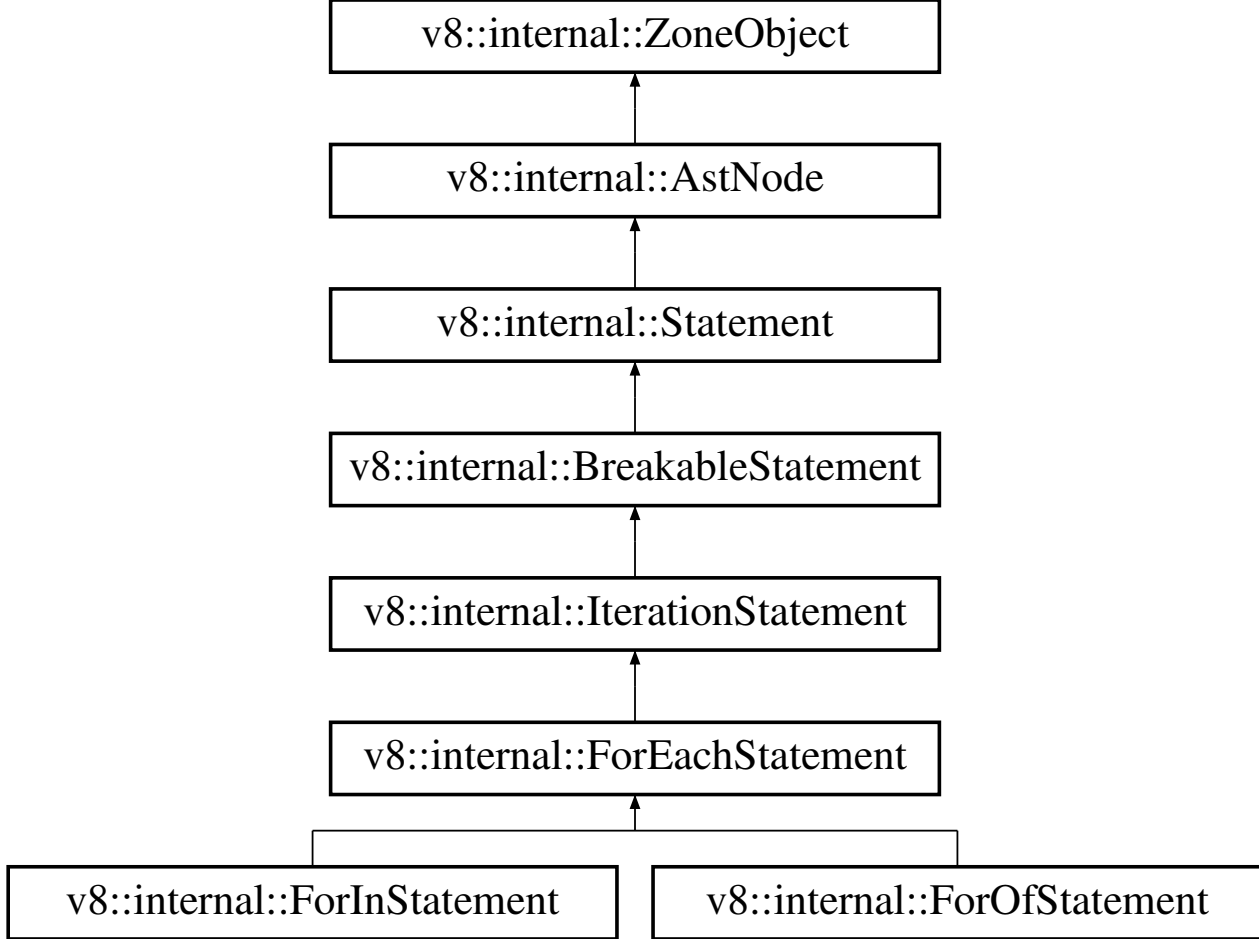 v8::internal::ZoneObject
v8::internal::AstNode
v8::internal::Statement
v8::internal::BreakableStatement
v8::internal::IterationStatement
v8::internal::ForEachStatement
v8::internal::ForInStatement
v8::internal::ForOfStatement